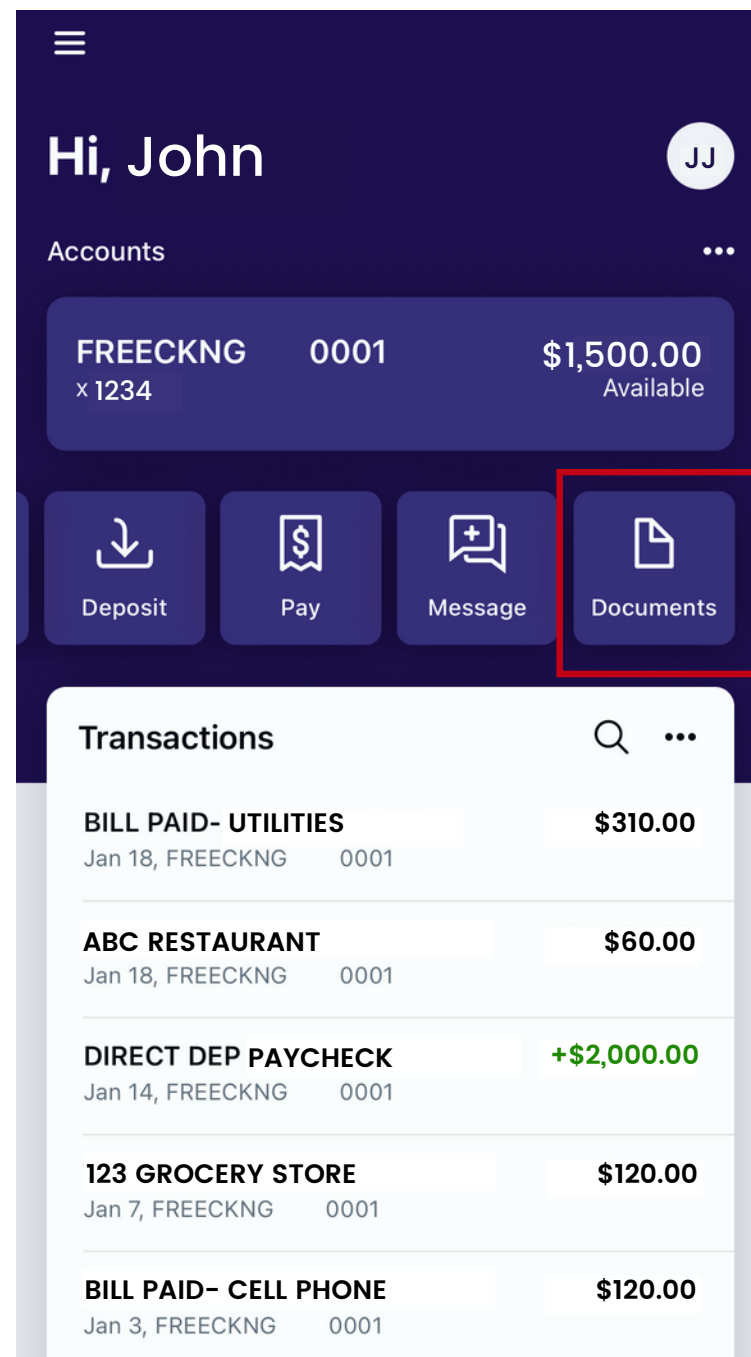 Hi, John
JJ
Accounts
FREECKNG 0001 $1,500.00
x 1234 Available
Deposit Pay Message Documents
Transactions
BILL PAID- UTILITIES $310.00
Jan 18, FREECKNG 0001
ABC RESTAURANT $60.00
Jan 18, FREECKNG 0001
DIRECT DEP PAYCHECK +$2,000.00
Jan 14, FREECKNG 0001
123 GROCERY STORE $120.00
Jan 7, FREECKNG 0001
BILL PAID- CELL PHONE $120.00
Jan 3, FREECKNG 0001